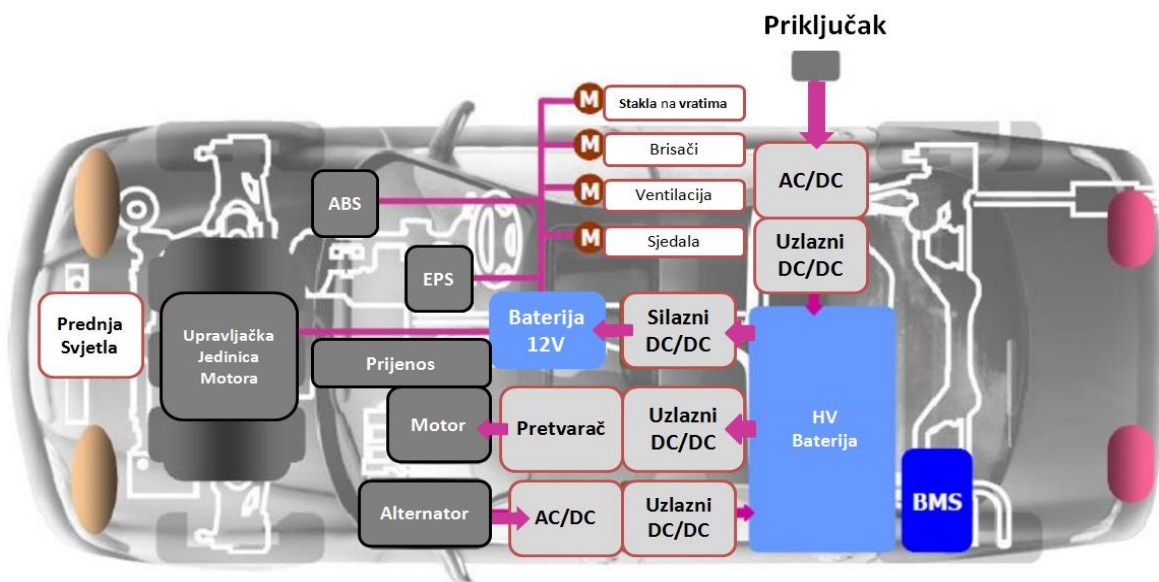 Priključak
M
Stakla na vratima
M
Brisači
M
Ventilacija
M
Sjedala
AC/DC
Uzlazni
DC/DC
ABS
EPS
Prednja
Svjetla
Upravljačka
Jedinica
Motora
Baterija
12V
Silazni
DC/DC
Prijenos
Motor
Pretvarač
Uzlazni
DC/DC
HV
Baterija
Alternator
AC/DC
Uzlazni
DC/DC
BMS